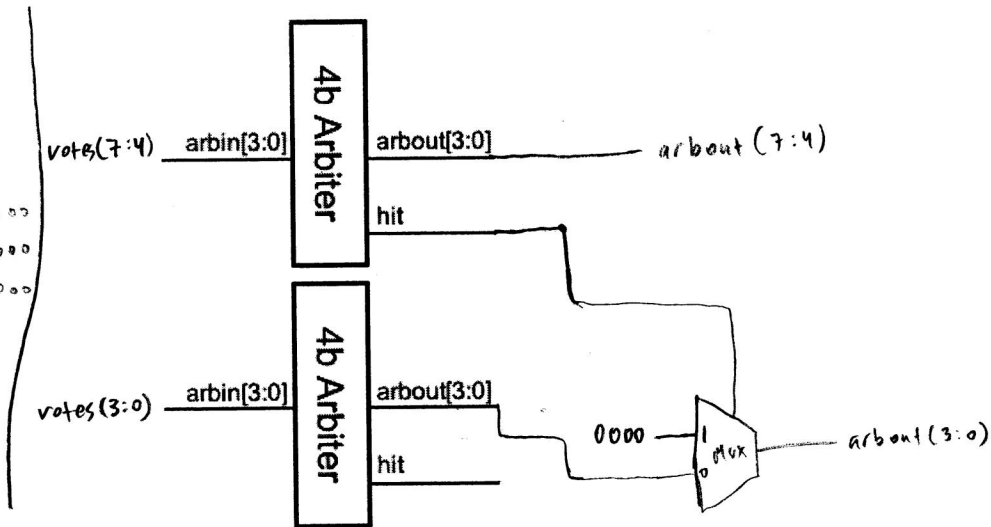 4b Arbiter
votes(7:4)
arbin[3:0]
arbout[3:0]
arbout (7:4)
hit
4b Arbiter
votes(3:0)
arbin[3:0]
arbout[3:0]
hit
0000
1
Mux
0
arbout (3:0)